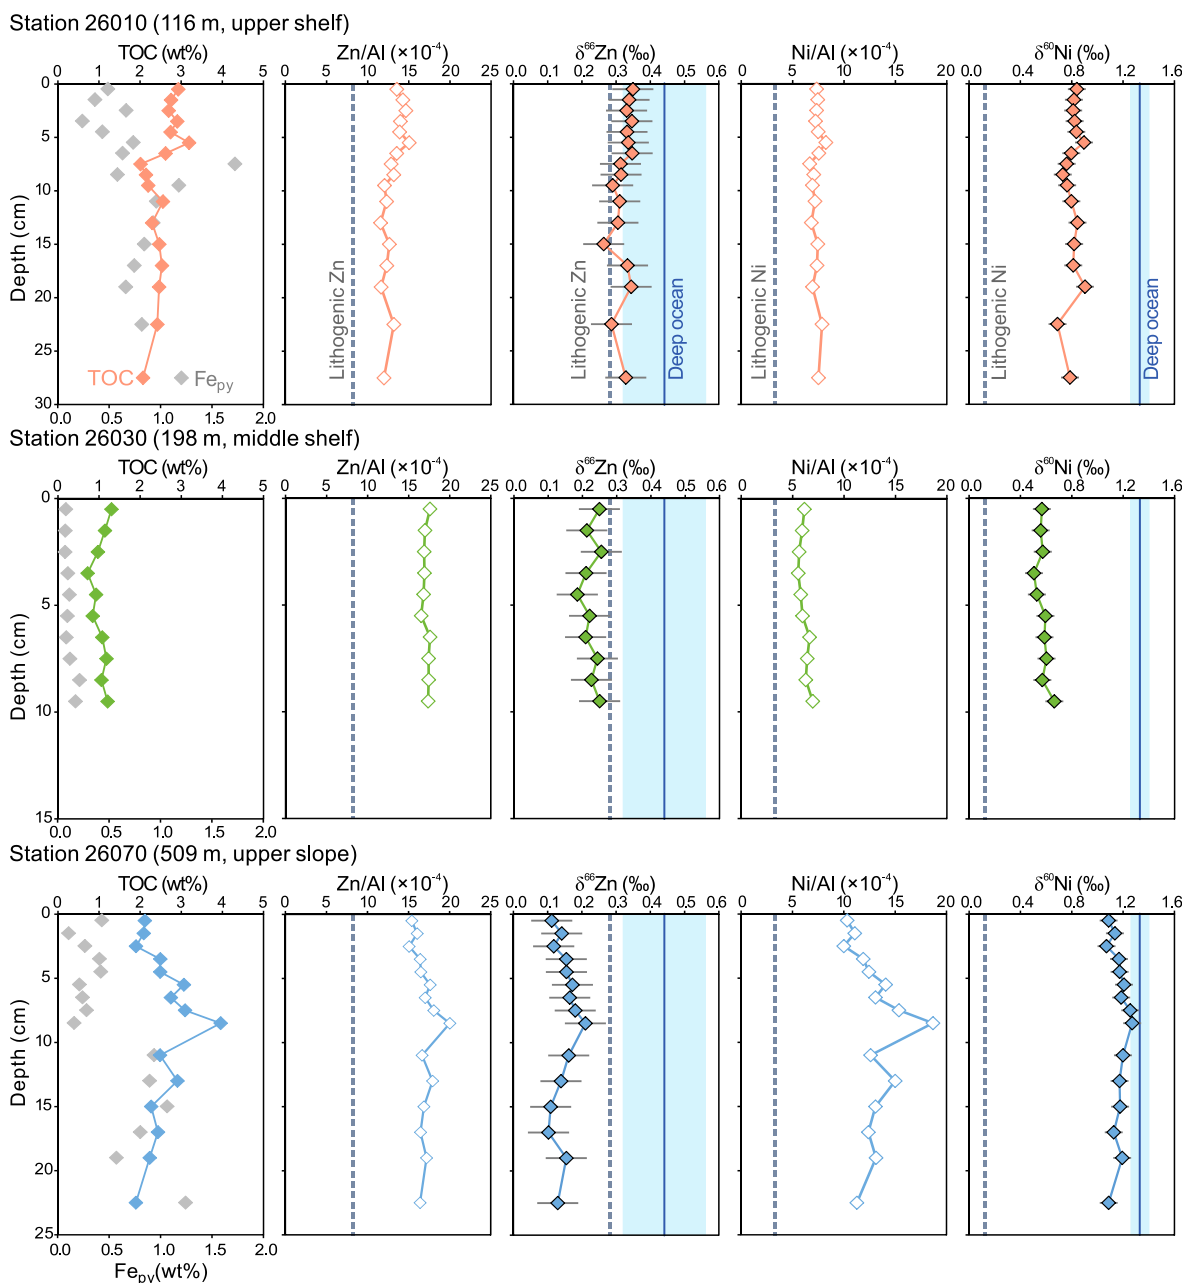 Station 26010 (116 m, upper shelf)
TOC (wt%) Zn/Al (×10⁻⁴) δ⁶⁶Zn (‰) Ni/Al (×10⁻⁴) δ⁶⁰Ni (‰)
0 1 2 3 4 5 0 5 10 15 20 25 0.0 0.1 0.2 0.3 0.4 0.5 0.6 0 5 10 15 20 0.0 0.4 0.8 1.2 1.6
0
5
10
15
20
25
30
Depth (cm)
TOC
Fepy
Lithogenic Zn
Lithogenic Zn
Deep ocean
Lithogenic Ni
Lithogenic Ni
Deep ocean
0.0 0.5 1.0 1.5 2.0
Station 26030 (198 m, middle shelf)
TOC (wt%) Zn/Al (×10⁻⁴) δ⁶⁶Zn (‰) Ni/Al (×10⁻⁴) δ⁶⁰Ni (‰)
0 1 2 3 4 5 0 5 10 15 20 25 0.0 0.1 0.2 0.3 0.4 0.5 0.6 0 5 10 15 20 0.0 0.4 0.8 1.2 1.6
0
5
10
15
Depth (cm)
0.0 0.5 1.0 1.5 2.0
Station 26070 (509 m, upper slope)
TOC (wt%) Zn/Al (×10⁻⁴) δ⁶⁶Zn (‰) Ni/Al (×10⁻⁴) δ⁶⁰Ni (‰)
0 1 2 3 4 5 0 5 10 15 20 25 0.0 0.1 0.2 0.3 0.4 0.5 0.6 0 5 10 15 20 0.0 0.4 0.8 1.2 1.6
0
5
10
15
20
25
Depth (cm)
0.0 0.5 1.0 1.5 2.0
Fepy(wt%)